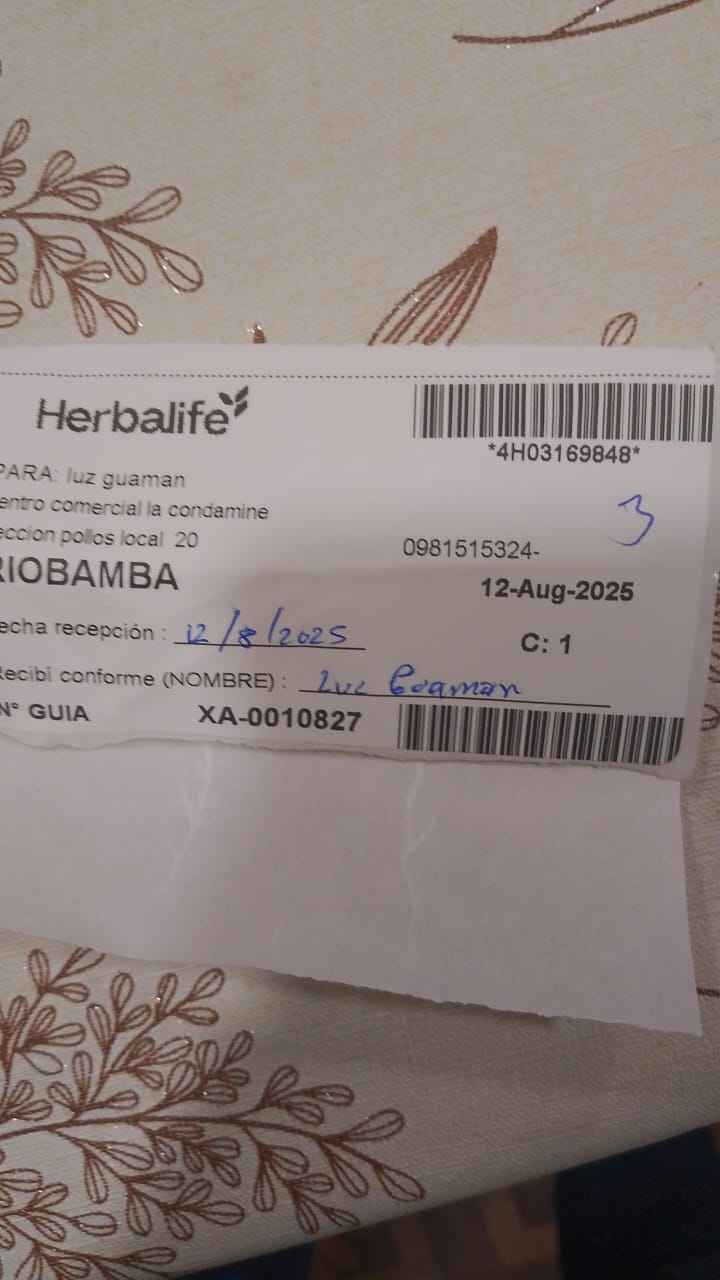 Herbalife
*4H03169848*
PARA: luz guaman
entro comercial la condamine
eccion pollos local 20
3
0981515324-
RIOBAMBA
12-Aug-2025
echa recepción : 12/8/2025
C: 1
Recibí conforme (NOMBRE) : Luz Guaman
N° GUIA XA-0010827